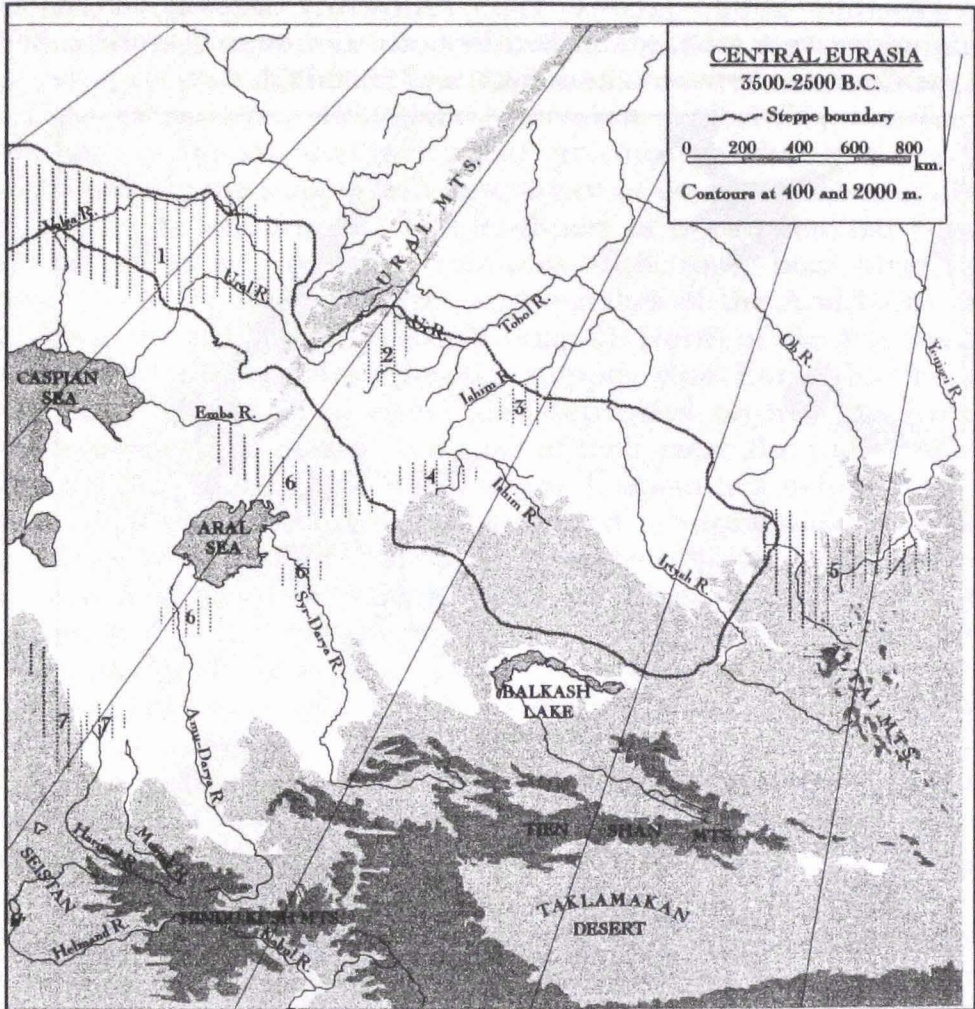 CENTRAL EURASIA
3500-2500 B.C.
Steppe boundary
0 200 400 600 800
km.
Contours at 400 and 2000 m.
URAL MTS.
Volga R.
1
Ural R.
Tobol R.
Ui R.
2
OB R.
Yenisei R.
CASPIAN
SEA
Ishim R.
3
Emba R.
4
6
Ishim R.
ARAL
SEA
Irtysh R.
5
6
Syr-Darya R.
6
BALKASH
LAKE
ALTAI MTS.
7
7
Amu-Darya R.
TIEN SHAN MTS.
Harirud R.
SEISTAN
HINDU KUSH MTS.
TAKLAMAKAN
DESERT
Helmand R.
Kabul R.